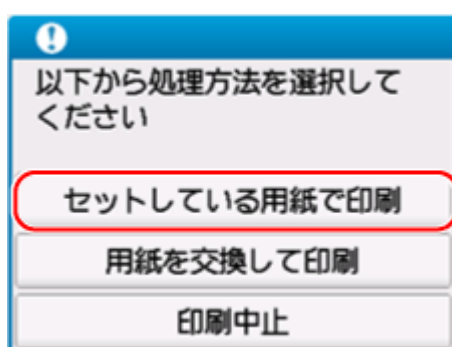 以下から処理方法を選択して
ください
セットしている用紙で印刷
用紙を交換して印刷
印刷中止